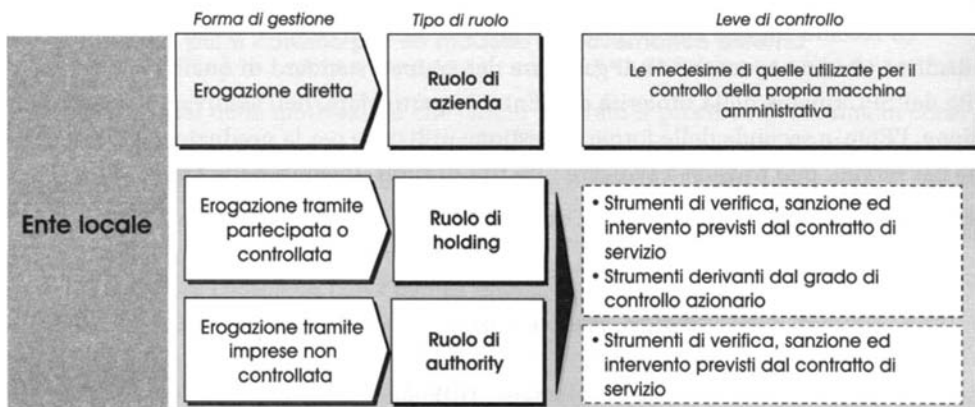 Forma di gestione
Tipo di ruolo
Leve di controllo
Ente locale
Erogazione diretta
Ruolo di
azienda
Le medesime di quelle utilizzate per il
controllo della propria macchina
amministrativa
Erogazione tramite
partecipata o
controllata
Ruolo di
holding
• Strumenti di verifica, sanzione ed
intervento previsti dal contratto di
servizio
• Strumenti derivanti dal grado di
controllo azionario
Erogazione tramite
imprese non
controllata
Ruolo di
authority
• Strumenti di verifica, sanzione ed
intervento previsti dal contratto di
servizio